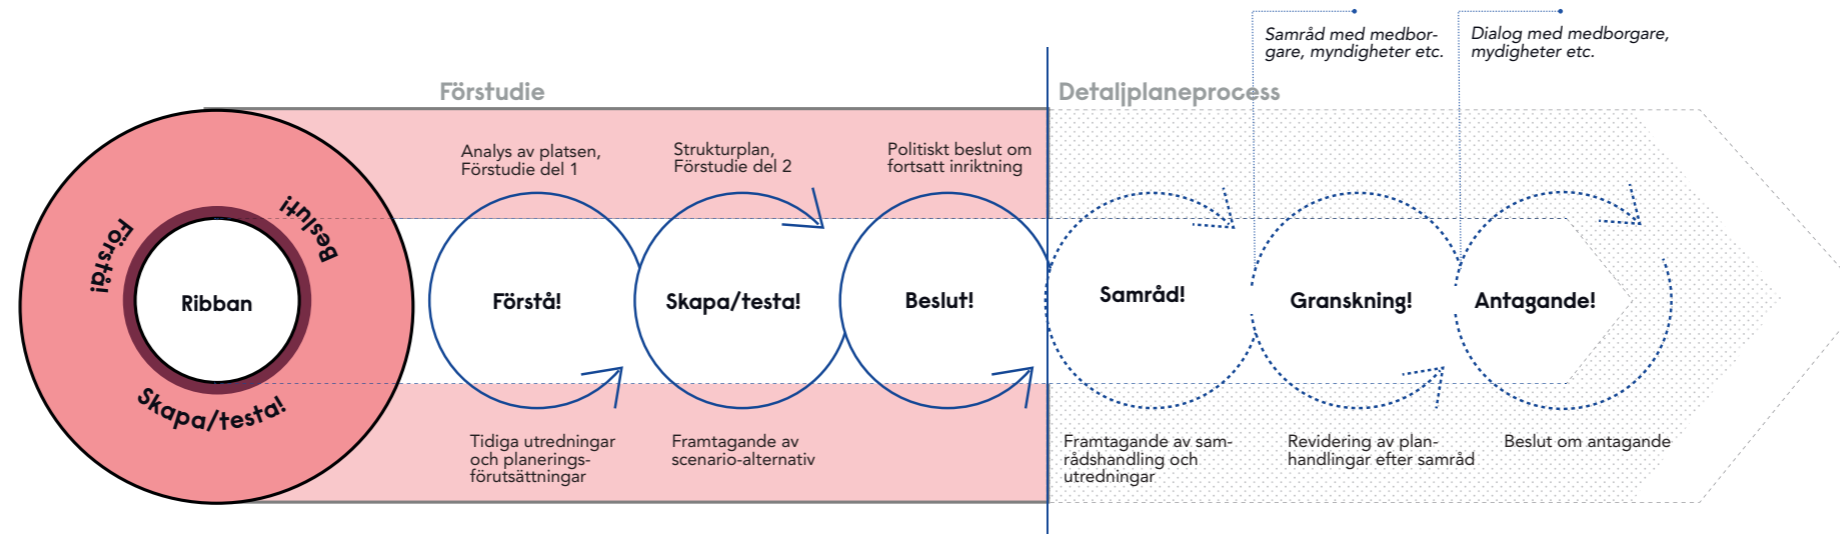 Samråd med medbor-
gare, myndigheter etc.
Dialog med medborgare,
mydigheter etc.
Förstudie
Detaljplaneprocess
Analys av platsen,
Förstudie del 1
Strukturplan,
Förstudie del 2
Politiskt beslut om
fortsatt inriktning
Förstå!
Beslut!
Skapa/testa!
Ribban
Förstå!
Skapa/testa!
Beslut!
Samråd!
Granskning!
Antagande!
Tidiga utredningar
och planerings-
förutsättningar
Framtagande av
scenario-alternativ
Framtagande av sam-
rådshandling och
utredningar
Revidering av plan-
handlingar efter samråd
Beslut om antagande